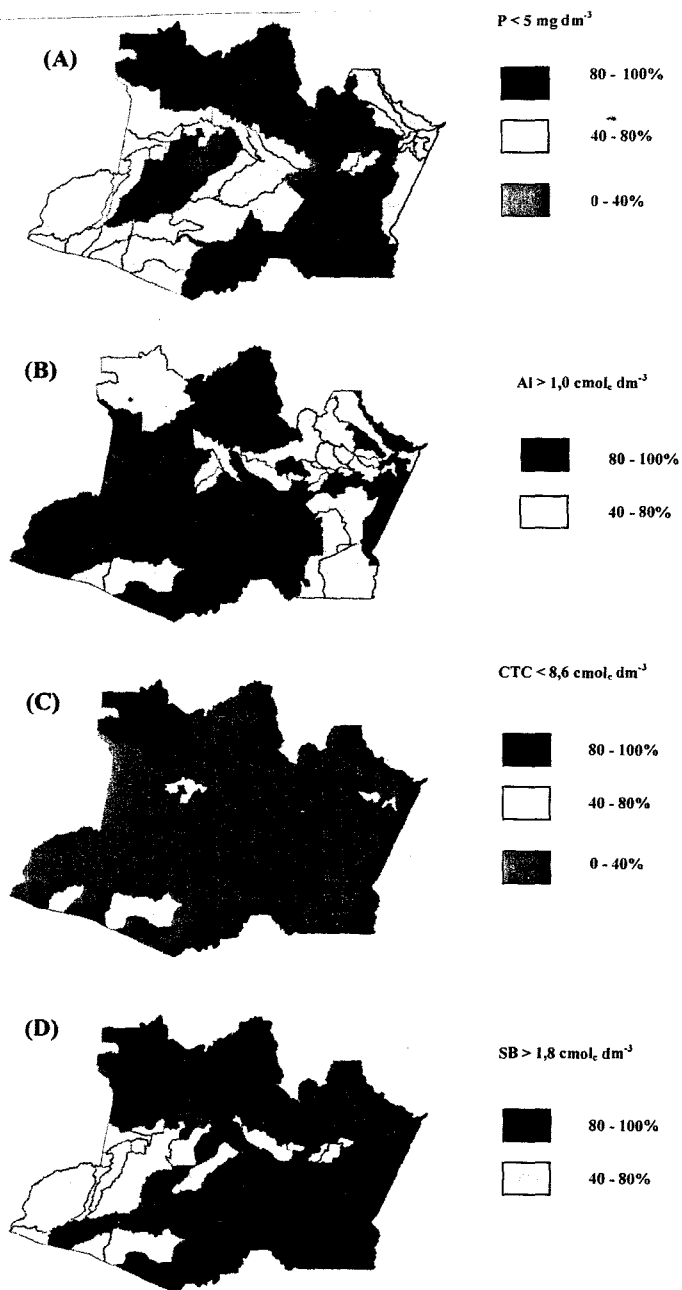 (A)
P < 5 mg dm⁻³
80 - 100%
40 - 80%
0 - 40%
(B)
Al > 1,0 cmolc dm⁻³
80 - 100%
40 - 80%
(C)
CTC < 8,6 cmolc dm⁻³
80 - 100%
40 - 80%
0 - 40%
(D)
SB > 1,8 cmolc dm⁻³
80 - 100%
40 - 80%